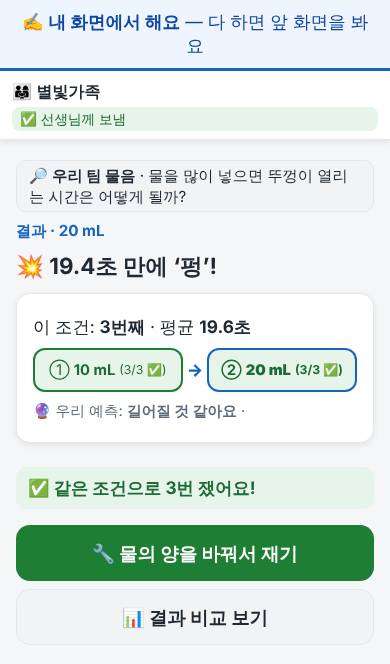 ✍️ 내 화면에서 해요 — 다 하면 앞 화면을 봐
요
👨‍👩‍👧 별빛가족
✅ 선생님께 보냄
🔎 우리 팀 물음 · 물을 많이 넣으면 뚜껑이 열리
는 시간은 어떻게 될까?
결과 · 20 mL
💥 19.4초 만에 ‘펑’!
이 조건: 3번째 · 평균 19.6초
① 10 mL (3/3 ✅) → ② 20 mL (3/3 ✅)
🔮 우리 예측: 길어질 것 같아요 ·
✅ 같은 조건으로 3번 쟀어요!
🔧 물의 양을 바꿔서 재기
📊 결과 비교 보기